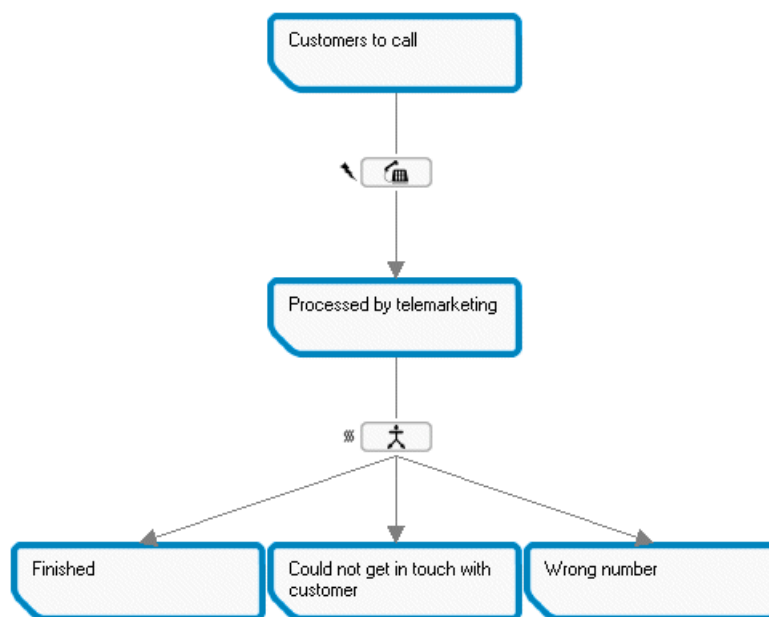 Customers to call
Processed by telemarketing
Finished
Could not get in touch with
customer
Wrong number